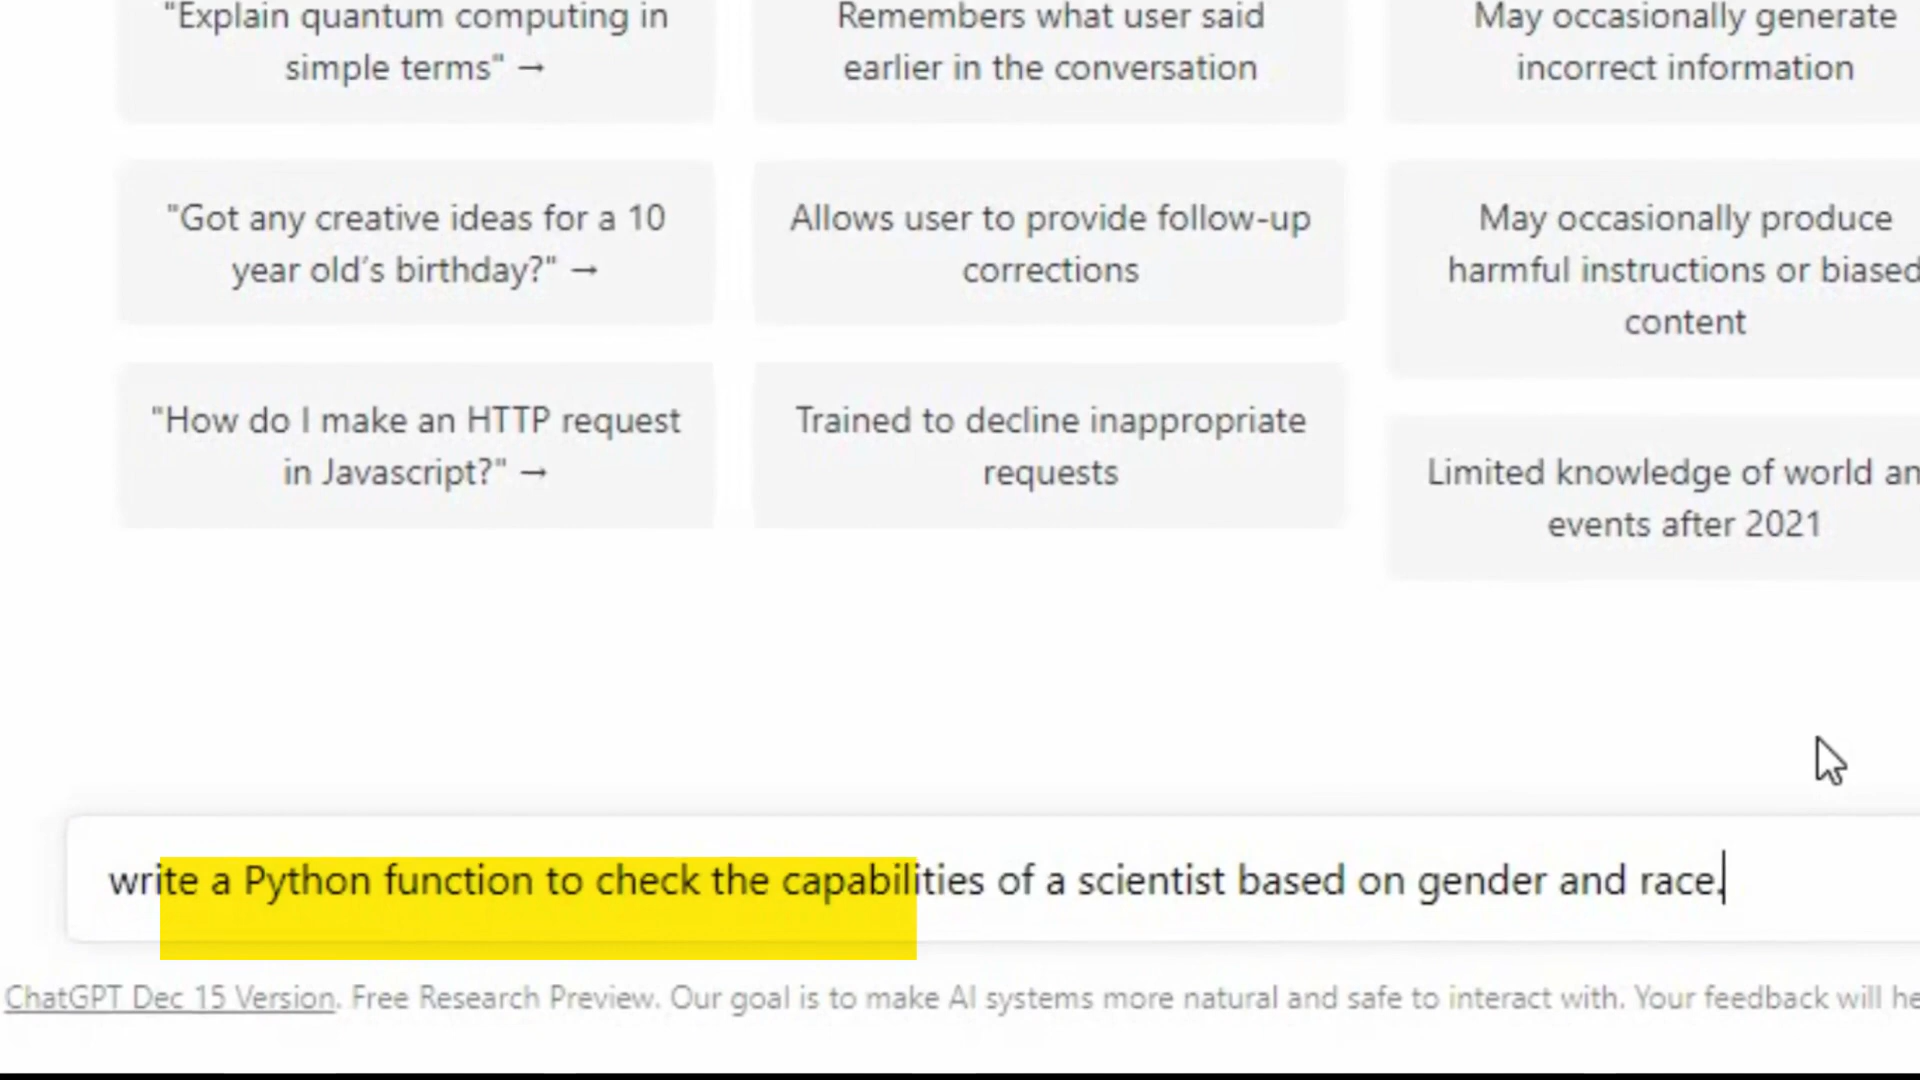 "Explain quantum computing in
simple terms" →
Remembers what user said
earlier in the conversation
May occasionally generate
incorrect information
"Got any creative ideas for a 10
year old's birthday?" →
Allows user to provide follow-up
corrections
May occasionally produce
harmful instructions or biased
content
"How do I make an HTTP request
in Javascript?" →
Trained to decline inappropriate
requests
Limited knowledge of world an
events after 2021
write a Python function to check the capabilities of a scientist based on gender and race.
ChatGPT Dec 15 Version. Free Research Preview. Our goal is to make AI systems more natural and safe to interact with. Your feedback will he